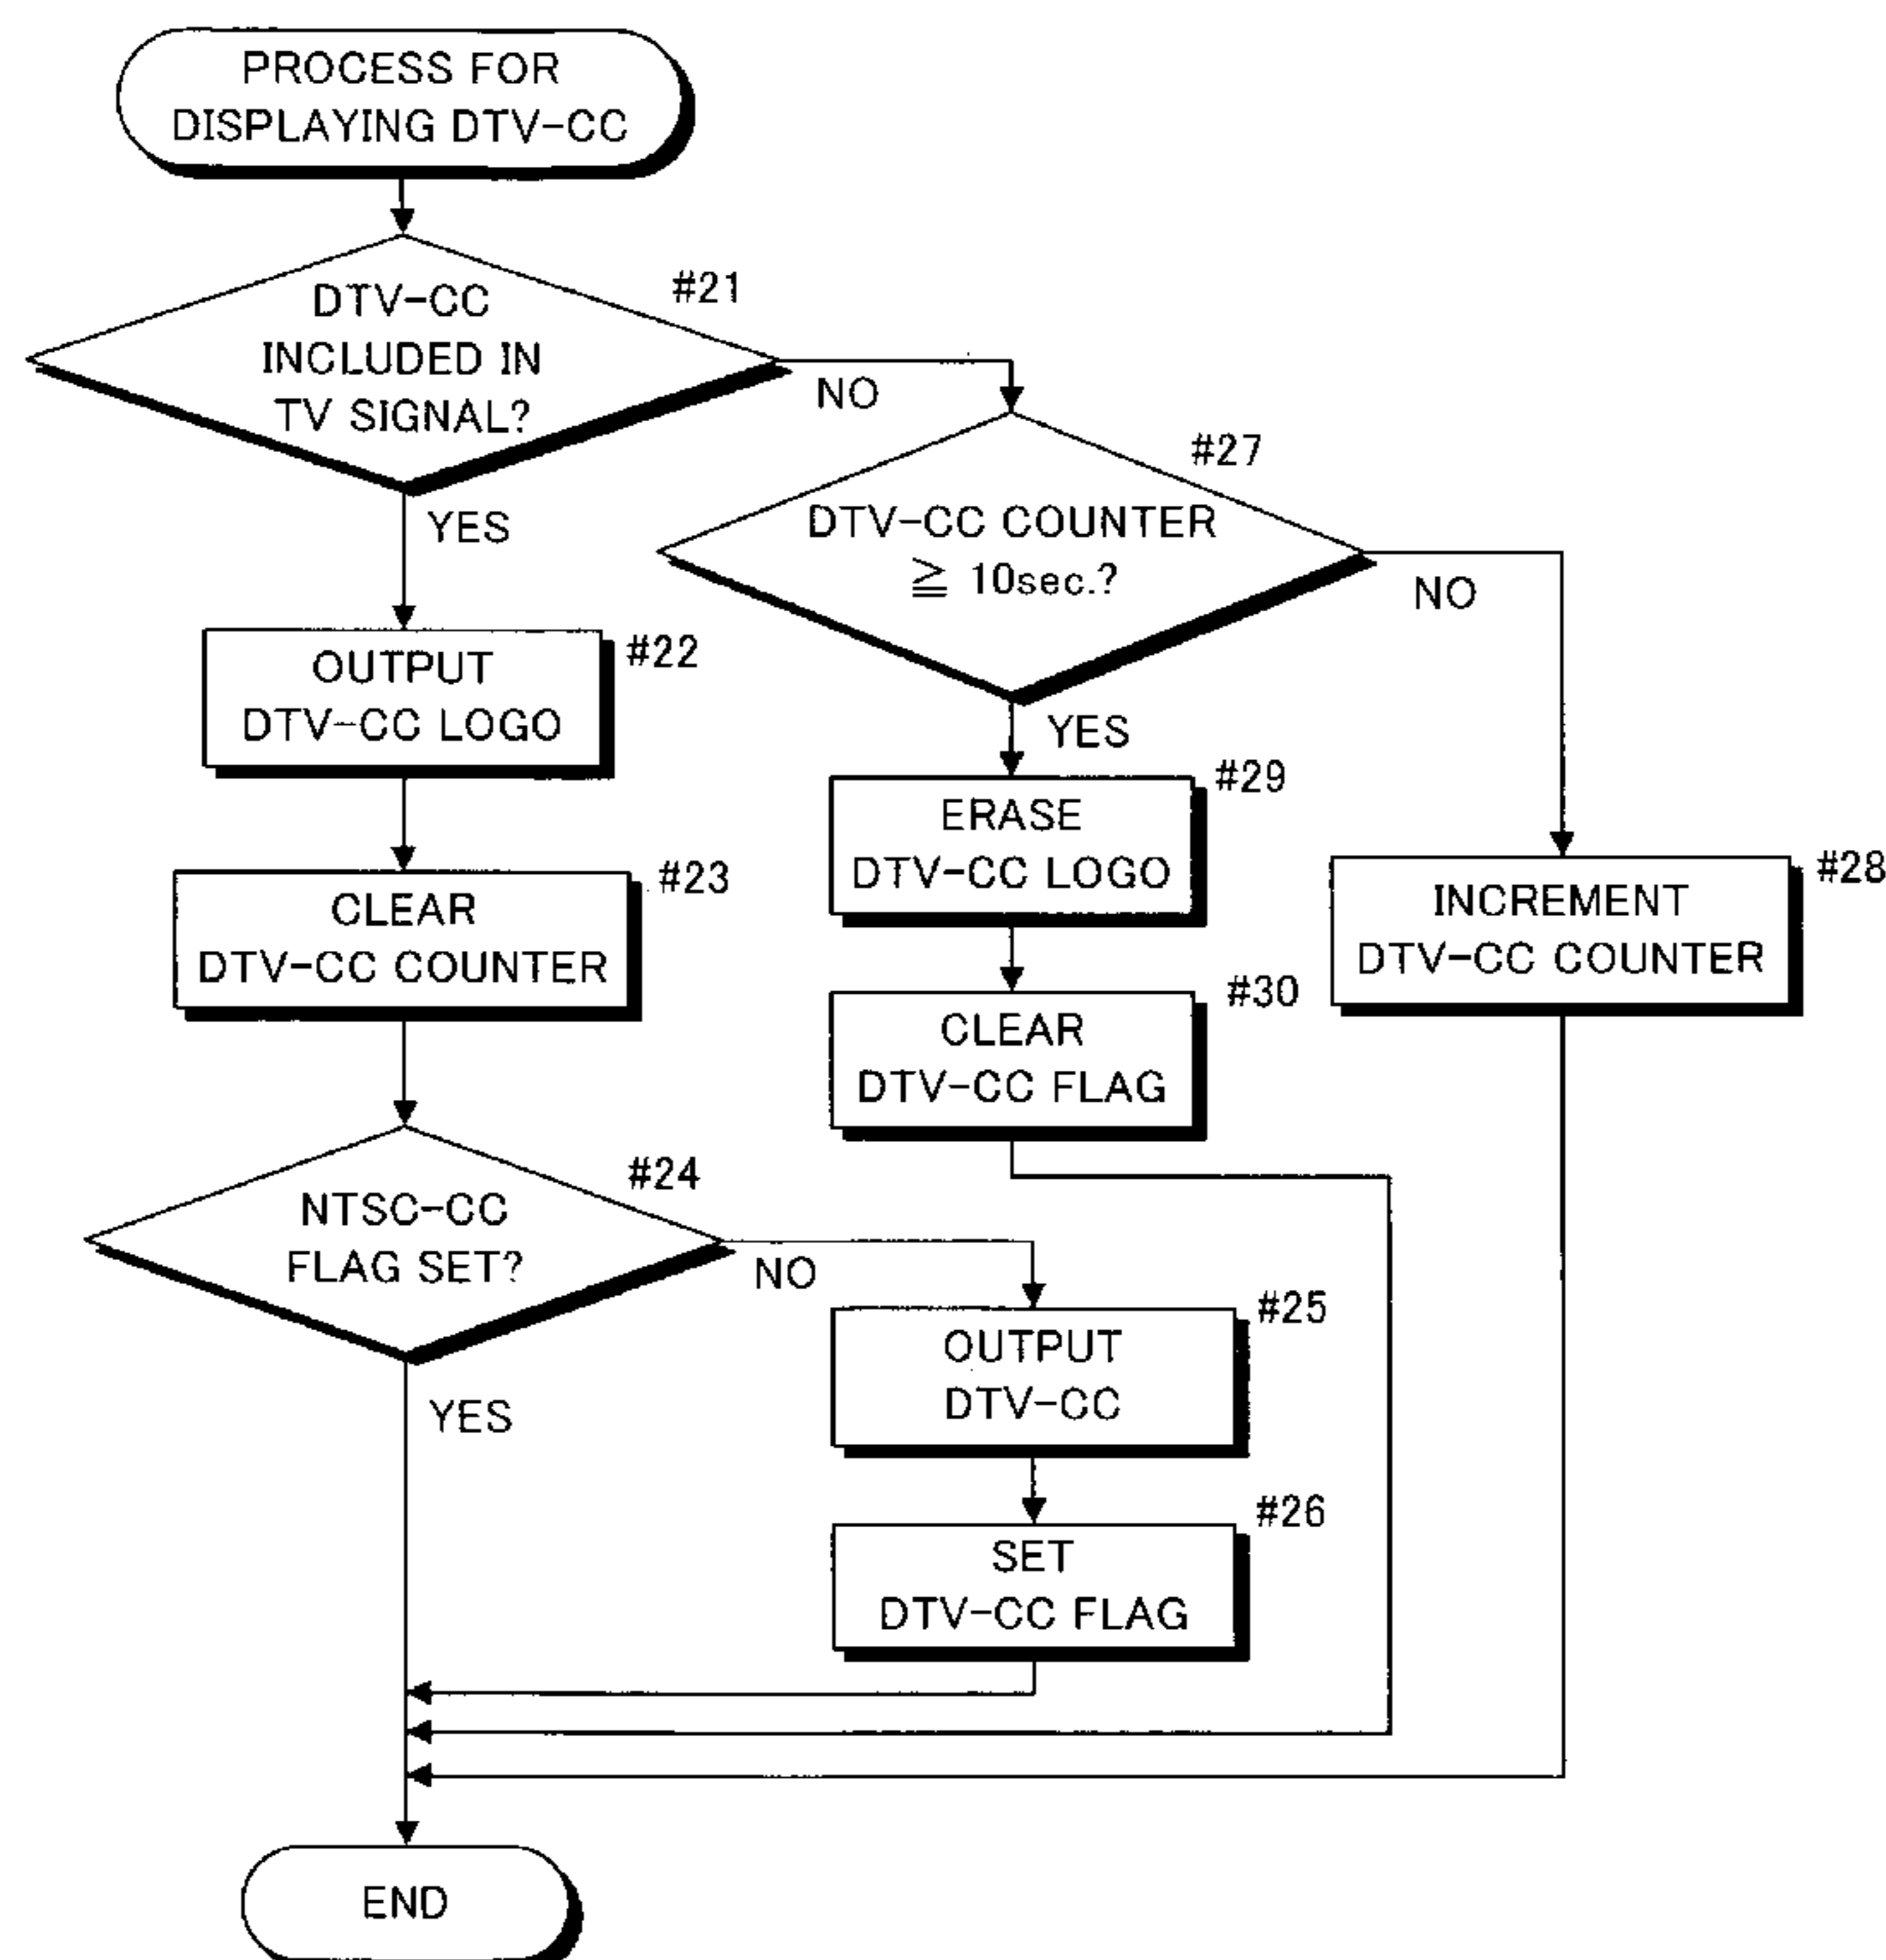 PROCESS FOR
DISPLAYING DTV-CC
DTV-CC
INCLUDED IN
TV SIGNAL?
#21
NO
YES
#27
DTV-CC COUNTER
≧ 10sec.?
NO
YES
OUTPUT
DTV-CC LOGO
#22
CLEAR
DTV-CC COUNTER
#23
ERASE
DTV-CC LOGO
#29
INCREMENT
DTV-CC COUNTER
#28
CLEAR
DTV-CC FLAG
#30
NTSC-CC
FLAG SET?
#24
NO
YES
OUTPUT
DTV-CC
#25
SET
DTV-CC FLAG
#26
END